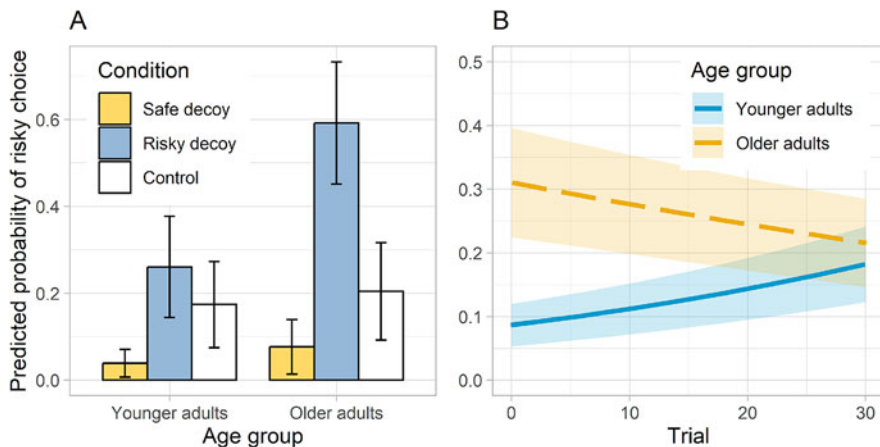 A
Predicted probability of risky choice
0.6
0.4
0.2
0.0
Condition
Safe decoy
Risky decoy
Control
Younger adults
Older adults
Age group
B
0.5
0.4
0.3
0.2
0.1
0.0
Age group
Younger adults
Older adults
0
10
20
30
Trial